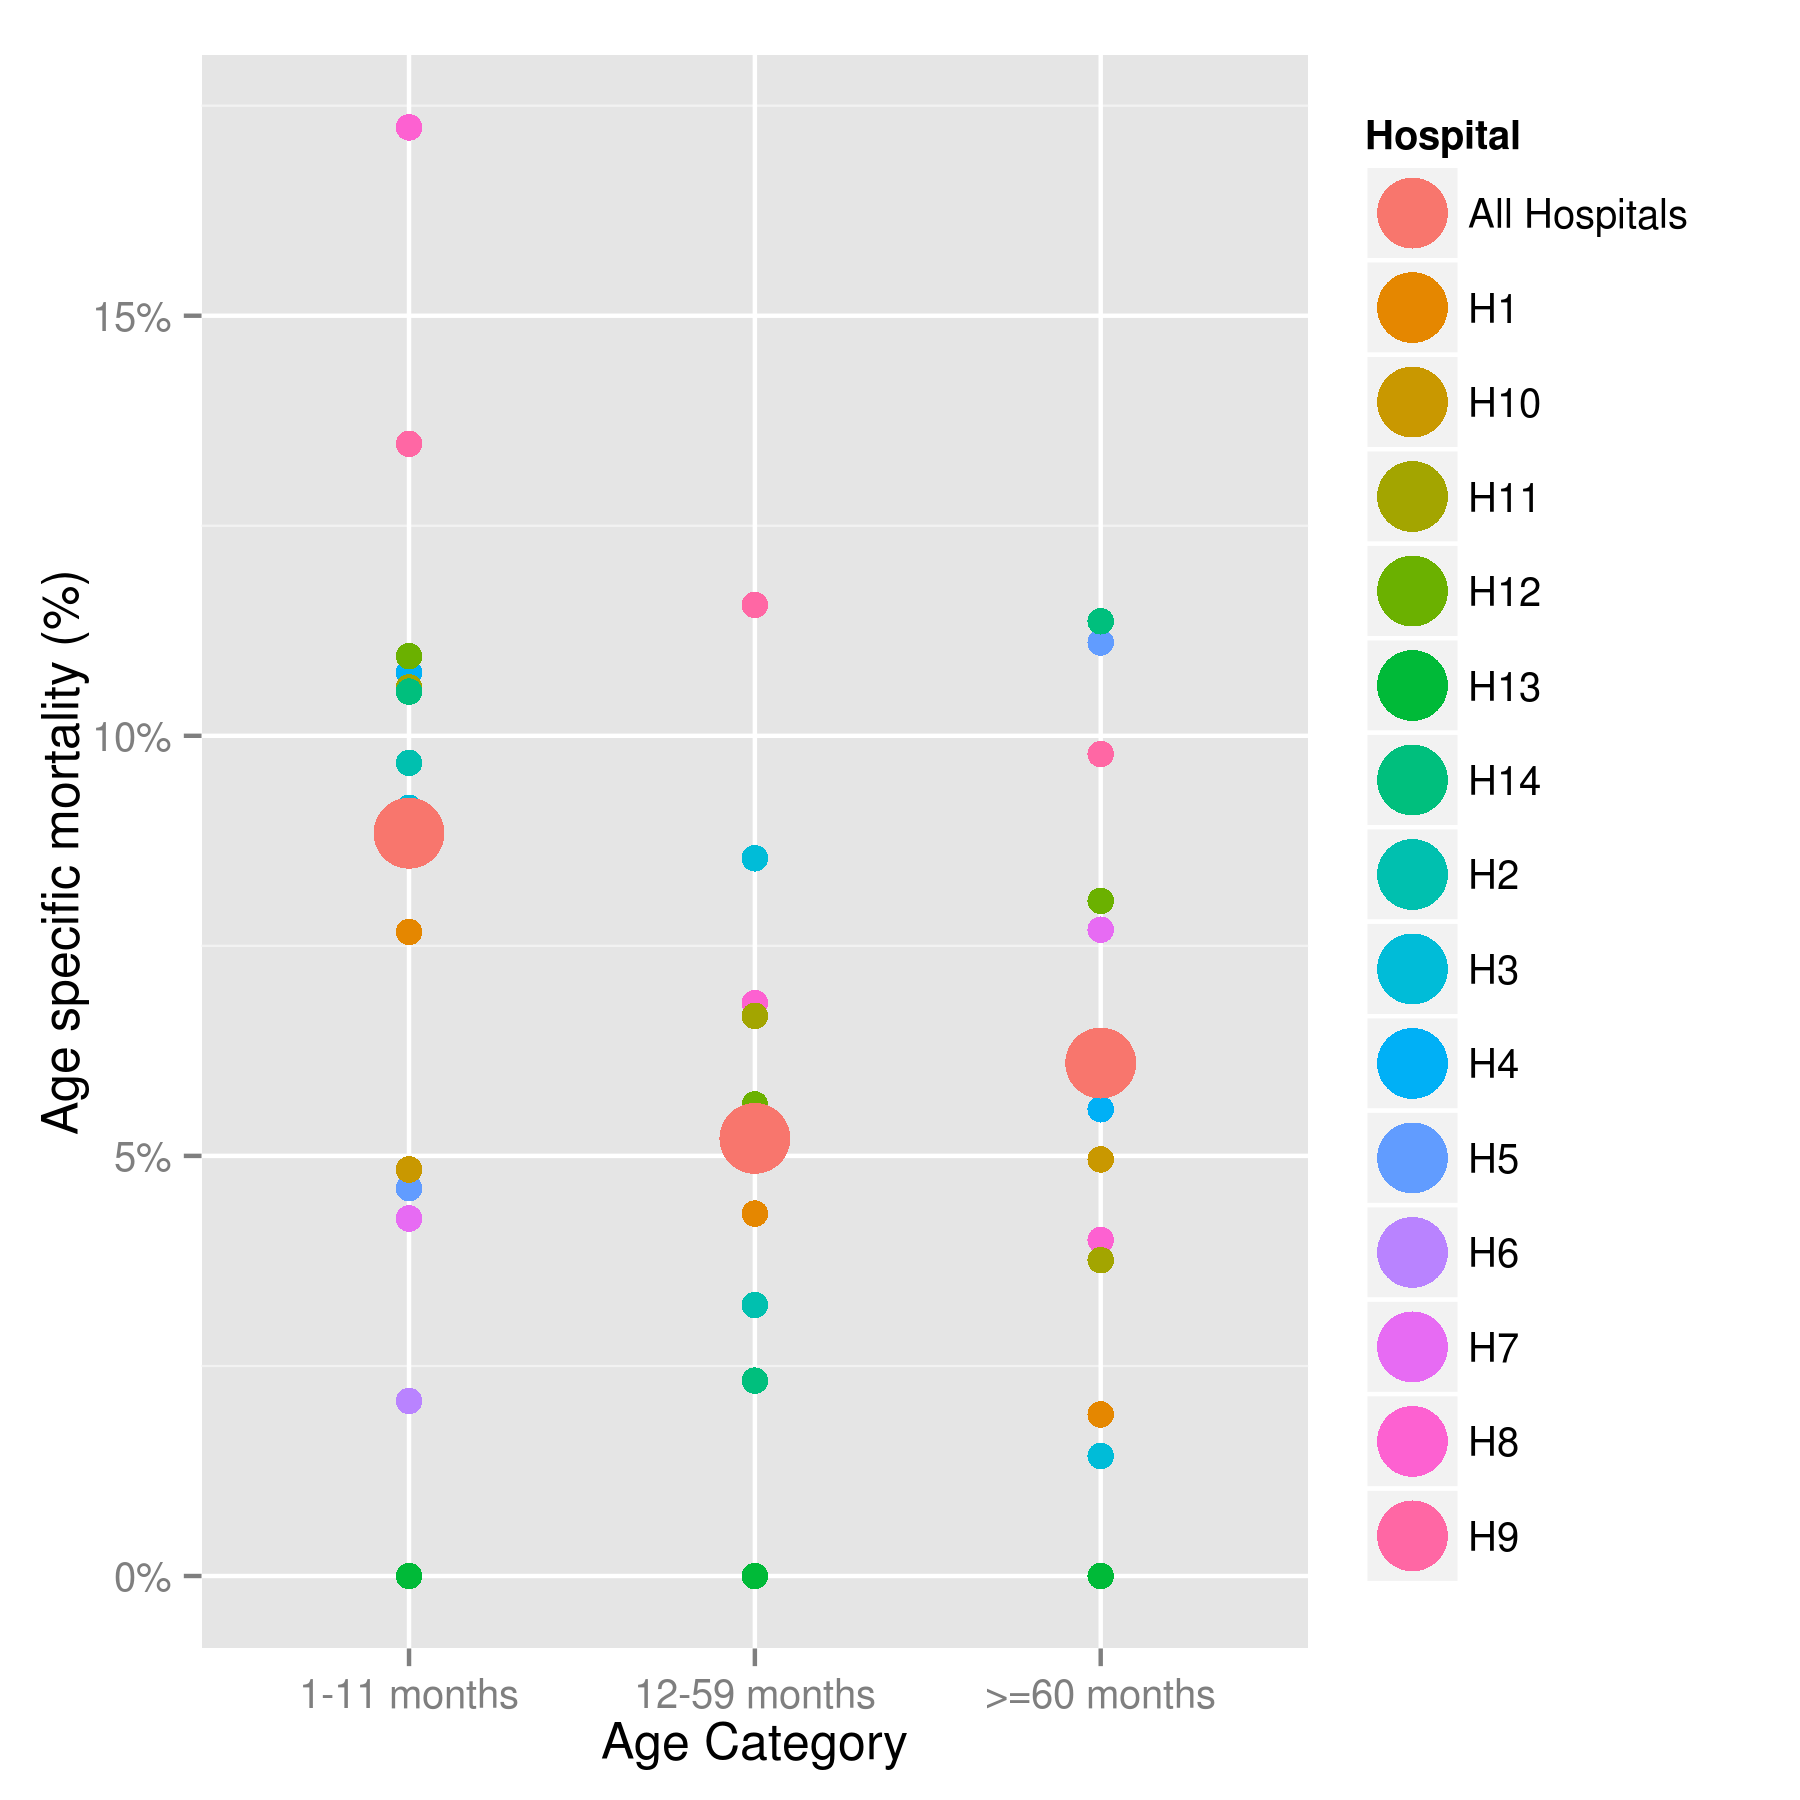 Age specific mortality (%)
15%
10%
5%
0%
1-11 months
12-59 months
>=60 months
Age Category
Hospital
All Hospitals
H1
H10
H11
H12
H13
H14
H2
H3
H4
H5
H6
H7
H8
H9